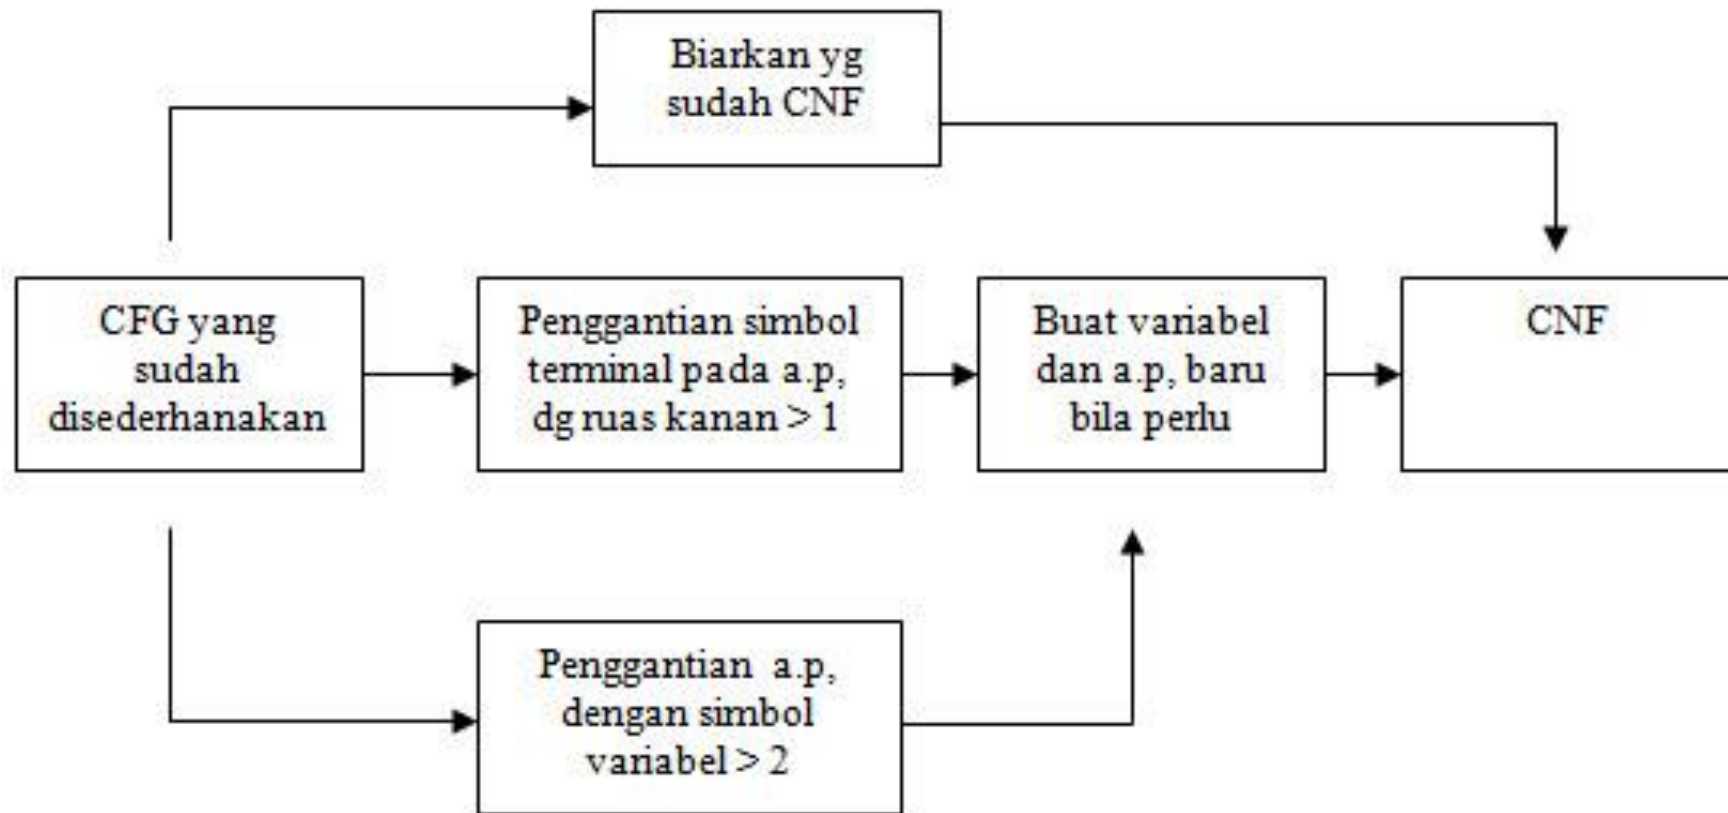 Biarkan yg
sudah CNF
CFG yang
sudah
disederhanakan
Penggantian simbol
terminal pada a.p,
dg ruas kanan > 1
Buat variabel
dan a.p, baru
bila perlu
CNF
Penggantian a.p,
dengan simbol
variabel > 2